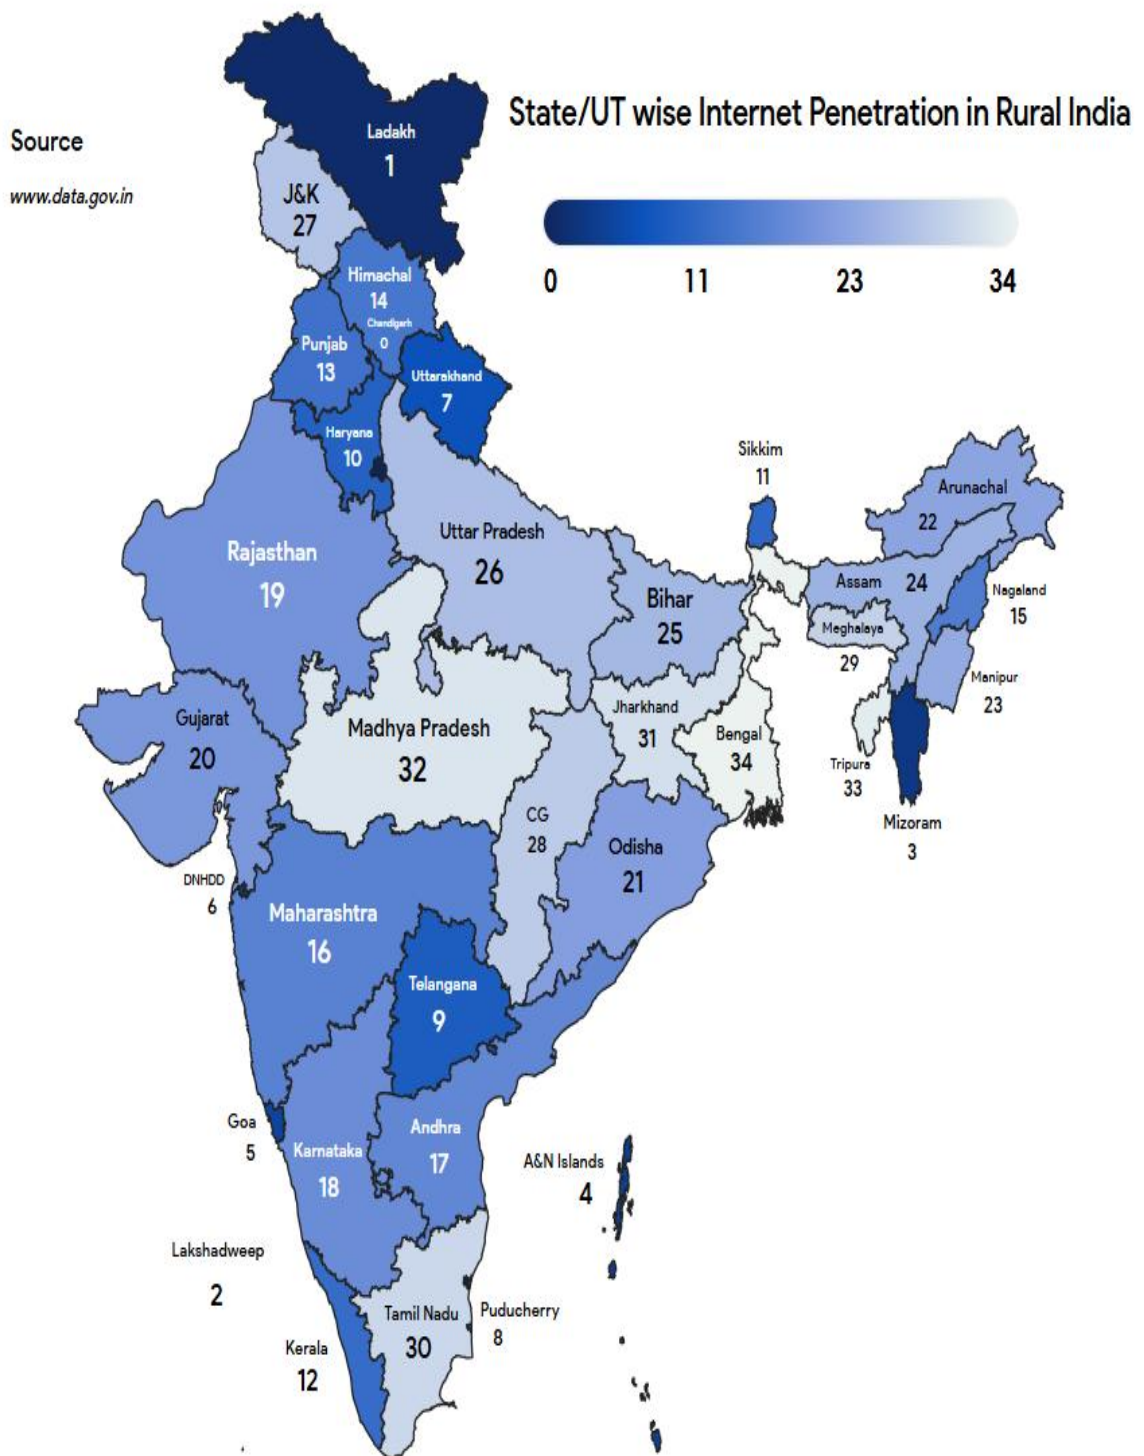 State/UT wise Internet Penetration in Rural India
Source
www.data.gov.in
0 11 23 34
Ladakh
1
J&K
27
Himachal
14
Chandigarh
0
Punjab
13
Uttarakhand
7
Haryana
10
Sikkim
11
Arunachal
22
Rajasthan
19
Uttar Pradesh
26
Bihar
25
Assam 24
Nagaland
15
Meghalaya
29
Manipur
23
Gujarat
20
Madhya Pradesh
32
Jharkhand
31
Bengal
34
Tripura
33
Mizoram
3
CG
28
Odisha
21
DNHDD
6
Maharashtra
16
Telangana
9
Goa
5
Karnataka
18
Andhra
17
A&N Islands
4
Lakshadweep
2
Tamil Nadu
30
Puducherry
8
Kerala
12